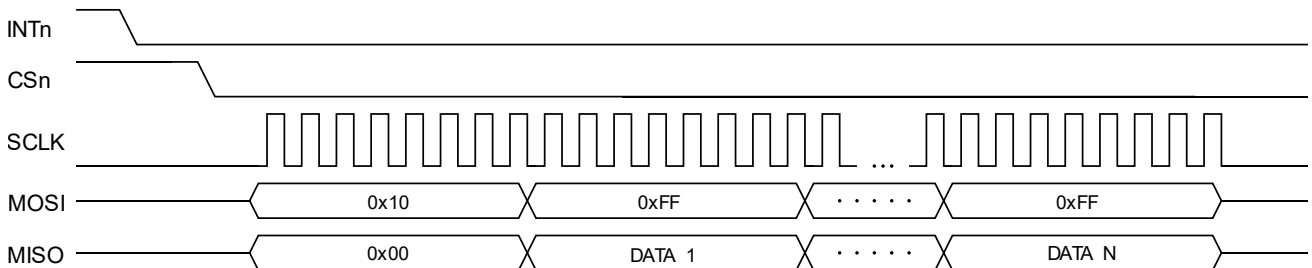 INTn
CSn
SCLK
...
MOSI 0x10 0xFF . . . . . 0xFF
MISO 0x00 DATA 1 . . . . . DATA N